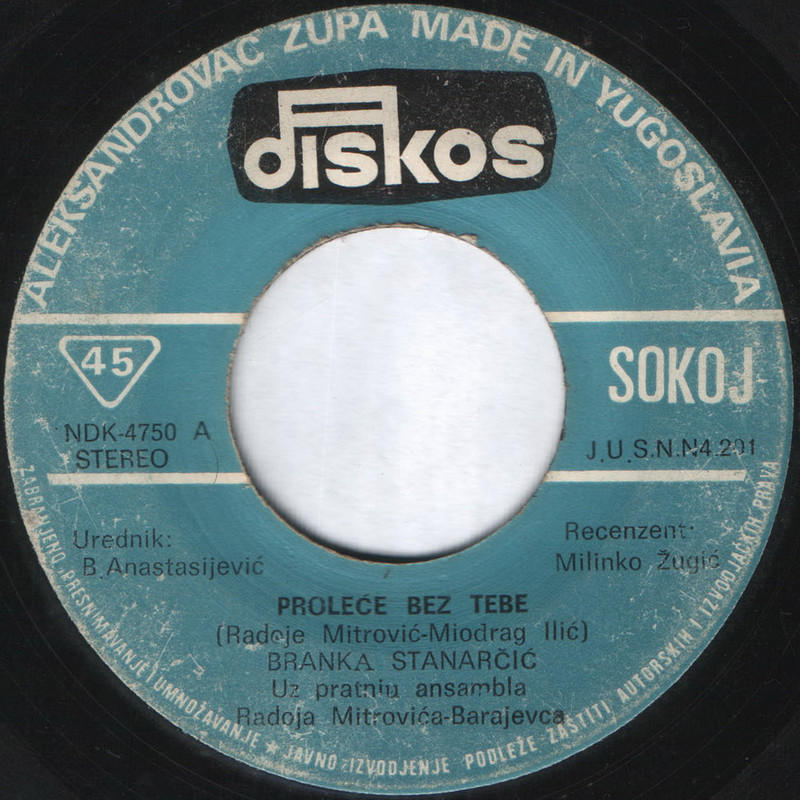 ALEKSANDROVAC ŽUPA MADE IN YUGOSLAVIA
diskos
45
SOKOJ
NDK-4750 A
STEREO
J.U.S.N.N4.201
Urednik:
B.Anastasijević
Recenzent:
Milinko Žugić
PROLEĆE BEZ TEBE
(Radoje Mitrović-Miodrag Ilić)
BRANKA STANARČIĆ
Uz pratnju ansambla
Radoja Mitrovića-Barajevca
ZABRANJENO PRESNIMAVANJE I UMNOŽAVANJE ★ JAVNO IZVODJENJE PODLEŽE ZAŠTITI AUTORSKIH I IZVODJAČKIH PRAVA